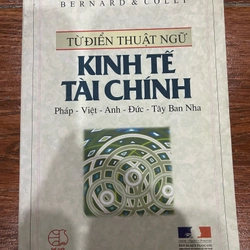 BERNARD & COLLI
TỪ ĐIỂN THUẬT NGỮ
KINH TẾ
TÀI CHÍNH
Pháp - Việt - Anh - Đức - Tây Ban Nha